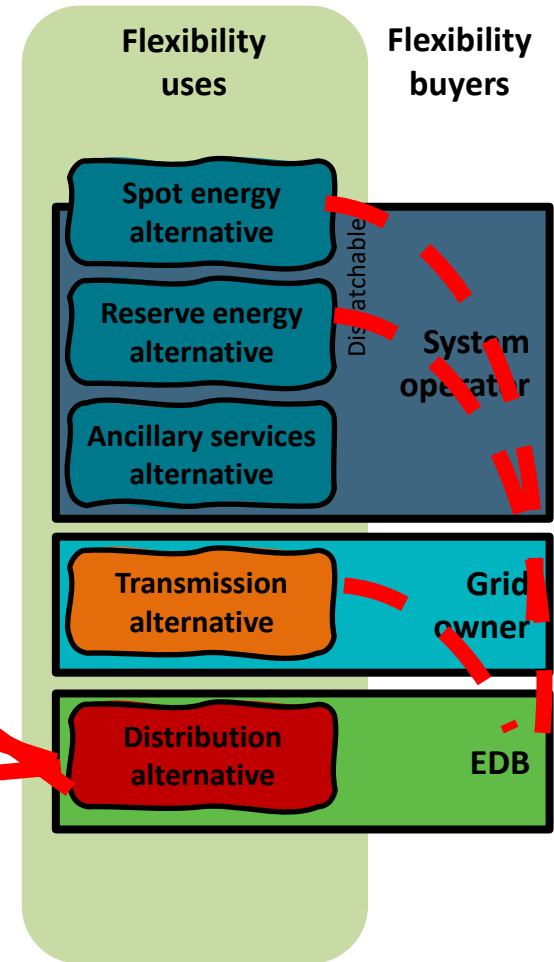 Flexibility
uses
Flexibility
buyers
Spot energy
alternative
Dispatchable
Reserve energy
alternative
System
operator
Ancillary services
alternative
Transmission
alternative
Grid
owner
Distribution
alternative
EDB